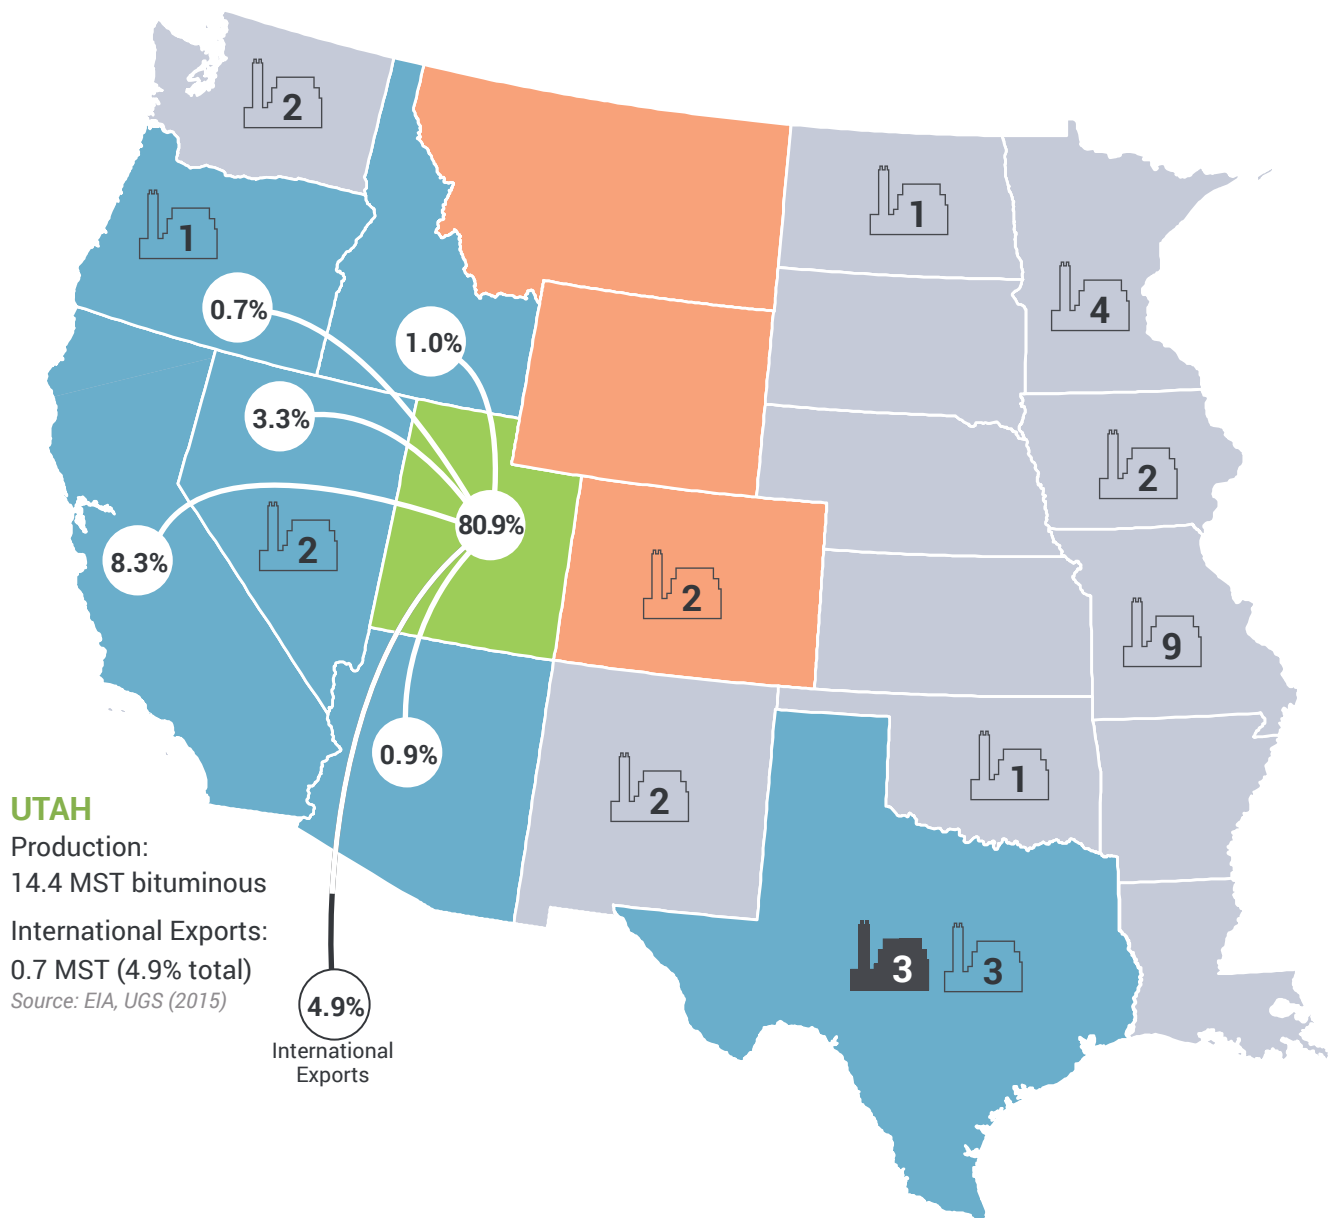 2
1
1
4
0.7%
1.0%
3.3%
2
80.9%
2
8.3%
2
9
0.9%
2
1
UTAH
Production:
14.4 MST bituminous
International Exports:
0.7 MST (4.9% total)
Source: EIA, UGS (2015)
3
3
4.9%
International
Exports
2